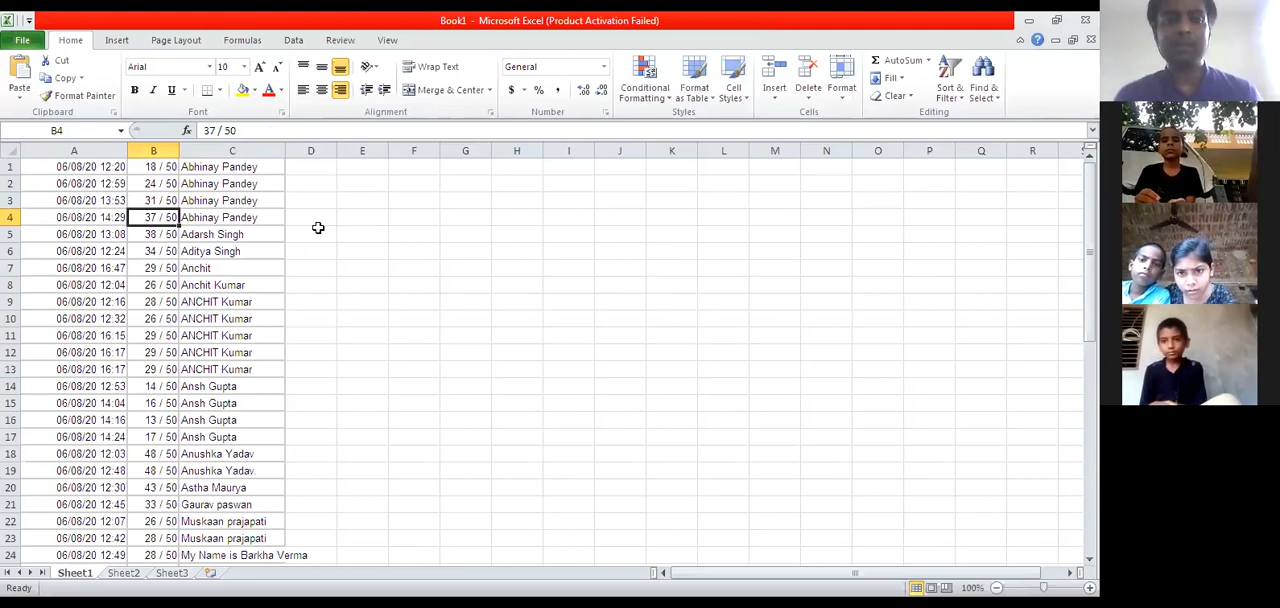 Book1 - Microsoft Excel (Product Activation Failed)
File Home Insert Page Layout Formulas Data Review View
Paste Cut Copy Format Painter Clipboard
Arial 10 B I U Font
Wrap Text Merge & Center Alignment
General $ % , Number
Conditional Formatting Format as Table Cell Styles Styles
Insert Delete Format Cells
AutoSum Fill Clear Sort & Filter Find & Select Editing
B4 fx 37 / 50
A B C D E F G H I J K L M N O P Q R
1 06/08/20 12:20 18 / 50 Abhinay Pandey
2 06/08/20 12:59 24 / 50 Abhinay Pandey
3 06/08/20 13:53 31 / 50 Abhinay Pandey
4 06/08/20 14:29 37 / 50 Abhinay Pandey
5 06/08/20 13:08 38 / 50 Adarsh Singh
6 06/08/20 12:24 34 / 50 Aditya Singh
7 06/08/20 16:47 29 / 50 Anchit
8 06/08/20 12:04 26 / 50 Anchit Kumar
9 06/08/20 12:16 28 / 50 ANCHIT Kumar
10 06/08/20 12:32 26 / 50 ANCHIT Kumar
11 06/08/20 16:15 29 / 50 ANCHIT Kumar
12 06/08/20 16:17 29 / 50 ANCHIT Kumar
13 06/08/20 16:17 29 / 50 ANCHIT Kumar
14 06/08/20 12:53 14 / 50 Ansh Gupta
15 06/08/20 14:04 16 / 50 Ansh Gupta
16 06/08/20 14:16 13 / 50 Ansh Gupta
17 06/08/20 14:24 17 / 50 Ansh Gupta
18 06/08/20 12:03 48 / 50 Anushka Yadav
19 06/08/20 12:48 48 / 50 Anushka Yadav.
20 06/08/20 12:30 43 / 50 Astha Maurya
21 06/08/20 12:45 33 / 50 Gaurav paswan
22 06/08/20 12:07 26 / 50 Muskaan prajapati
23 06/08/20 12:42 28 / 50 Muskaan prajapati
24 06/08/20 12:49 28 / 50 My Name is Barkha Verma
Sheet1 Sheet2 Sheet3
Ready 100%